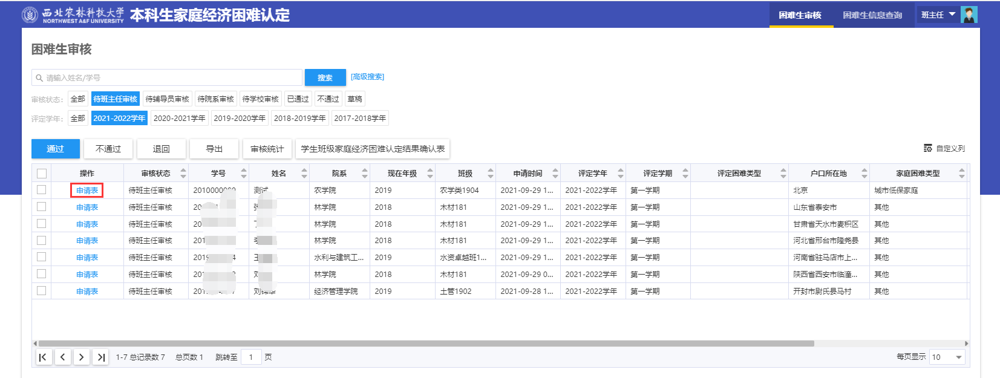 西北农林科技大学 本科生家庭经济困难认定 困难生审核 困难生信息查询 班主任
NORTHWEST A&F UNIVERSITY
困难生审核
请输入姓名/学号 搜索 [高级搜索]
审核状态: 全部 待班主任审核 待辅导员审核 待院系审核 待学校审核 已通过 不通过 草稿
评定学年: 全部 2021-2022学年 2020-2021学年 2019-2020学年 2018-2019学年 2017-2018学年
通过 不通过 退回 导出 审核统计 学生班级家庭经济困难认定结果确认表 自定义列
操作 审核状态 学号 姓名 院系 现在年级 班级 申请时间 评定学年 评定学期 评定困难类型 户口所在地 家庭困难类型
申请表 待班主任审核 测试 农学院 2019 农学类1904 2021-09-29 1... 2021-2022学年 第一学期 北京 城市低保家庭
申请表 待班主任审核 林学院 2018 木材181 2021-09-29 1... 2021-2022学年 第一学期 山东省泰安市 其他
申请表 待班主任审核 林学院 2018 木材181 2021-09-29 1... 2021-2022学年 第一学期 甘肃省天水市麦积区 其他
申请表 待班主任审核 林学院 2018 木材181 2021-09-29 1... 2021-2022学年 第一学期 河北省邢台市隆尧县 其他
申请表 待班主任审核 水利与建筑工... 2019 水资卓越班1... 2021-09-29 1... 2021-2022学年 第一学期 河南省驻马店市上... 其他
申请表 待班主任审核 林学院 2018 木材181 2021-09-29 0... 2021-2022学年 第一学期 陕西省西安市临潼... 其他
申请表 待班主任审核 经济管理学院 2019 土管1902 2021-09-28 1... 2021-2022学年 第一学期 开封市尉氏县马村 其他
1-7 总记录数 7 总页数 1 跳转至 1 页 每页显示 10